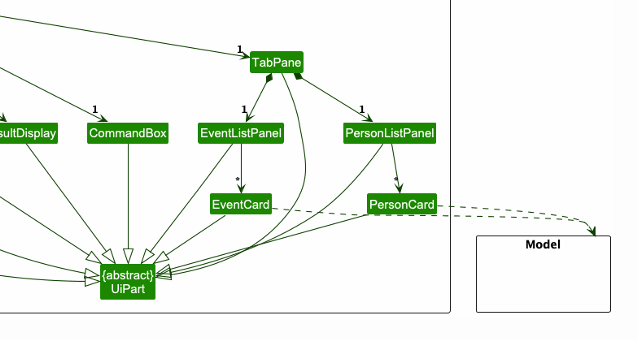 1
TabPane
1
1
1
sultDisplay
CommandBox
EventListPanel
PersonListPanel
*
*
EventCard
PersonCard
Model
{abstract}
UiPart